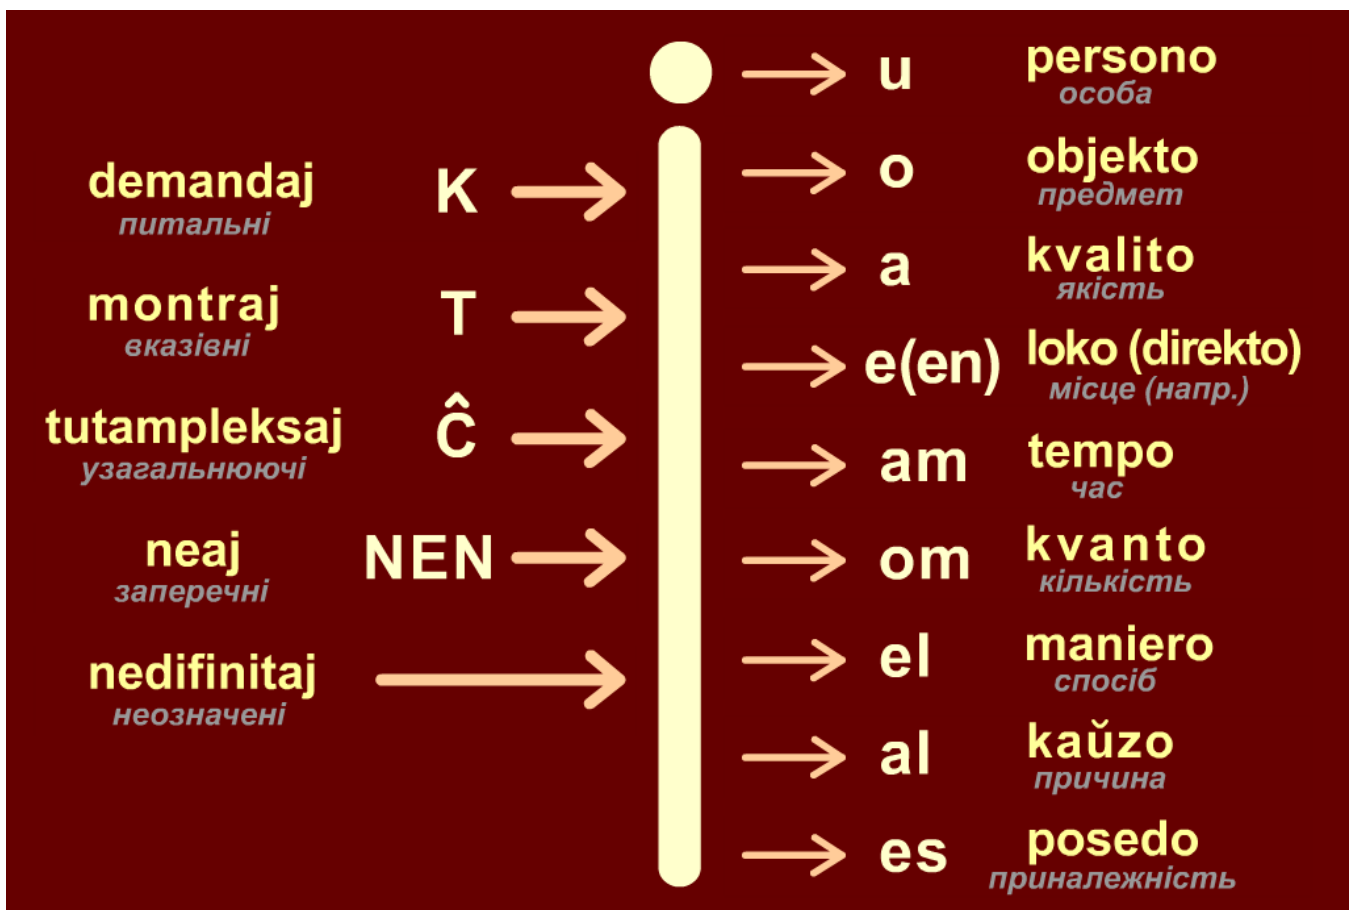 demandaj K
питальні
montraj T
вказівні
tutampleksaj Ĉ
узагальнюючі
neaj NEN
заперечні
nedifinitaj
неозначені
i
u persono
особа
o objekto
предмет
a kvalito
якість
e(en) loko (direkto)
місце (напр.)
am tempo
час
om kvanto
кількість
el maniero
спосіб
al kaŭzo
причина
es posedo
приналежність